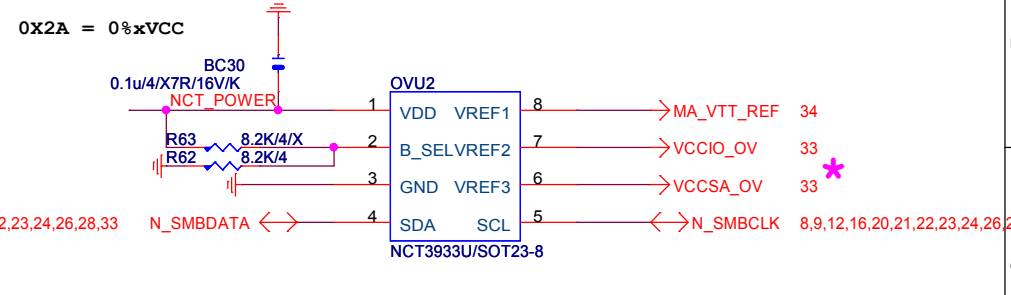 0X2A = 0%xVCC
BC30
0.1u/4/X7R/16V/K
NCT_POWER
OVU2
1 VDD VREF1 8 MA_VTT_REF 34
R63 8.2K/4/X
2 B_SEL VREF2 7 VCCIO_OV 33
R62 8.2K/4
3 GND VREF3 6 VCCSA_OV 33
2,23,24,26,28,33 N_SMBDATA 4 SDA SCL 5 N_SMBCLK 8,9,12,16,20,21,22,23,24,26,2
NCT3933U/SOT23-8